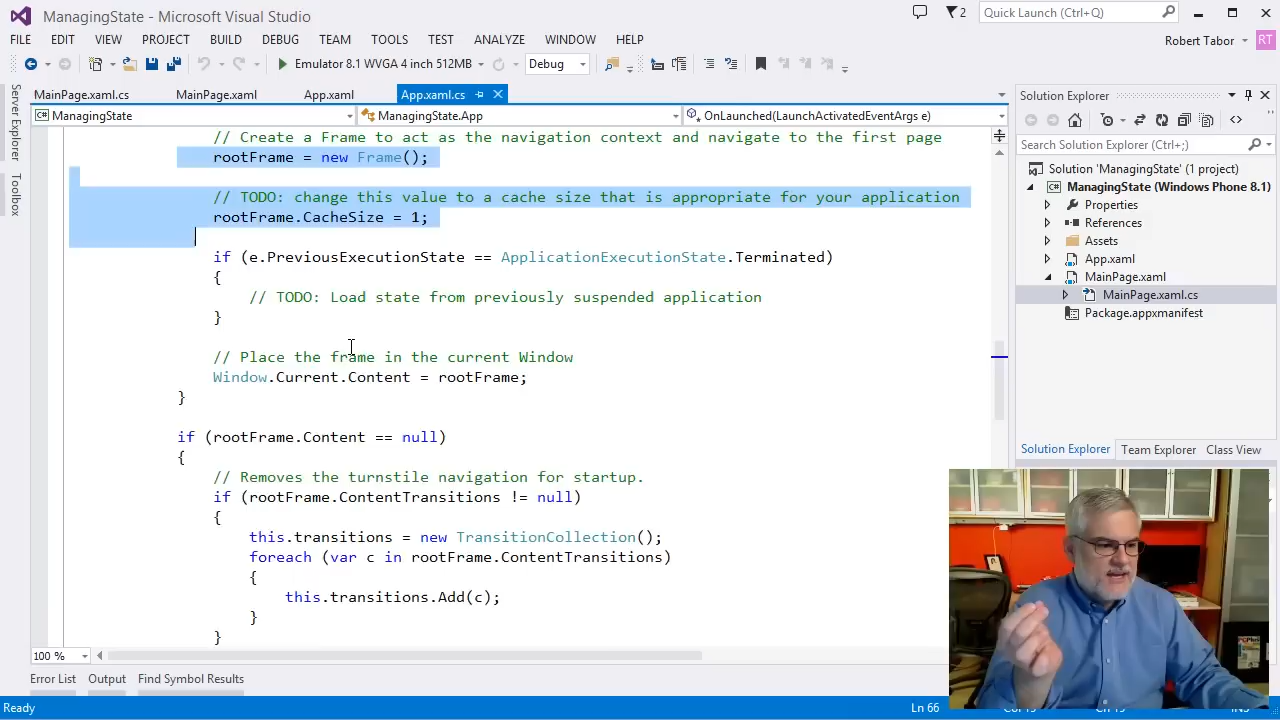 ManagingState - Microsoft Visual Studio
2
Quick Launch (Ctrl+Q)
FILE EDIT VIEW PROJECT BUILD DEBUG TEAM TOOLS TEST ANALYZE WINDOW HELP
Robert Tabor
RT
Emulator 8.1 WVGA 4 inch 512MB
Debug
MainPage.xaml.cs MainPage.xaml App.xaml App.xaml.cs
ManagingState ManagingState.App OnLaunched(LaunchActivatedEventArgs e)
Server Explorer
Toolbox
// Create a Frame to act as the navigation context and navigate to the first page
rootFrame = new Frame();
// TODO: change this value to a cache size that is appropriate for your application
rootFrame.CacheSize = 1;
if (e.PreviousExecutionState == ApplicationExecutionState.Terminated)
{
// TODO: Load state from previously suspended application
}
// Place the frame in the current Window
Window.Current.Content = rootFrame;
}
if (rootFrame.Content == null)
{
// Removes the turnstile navigation for startup.
if (rootFrame.ContentTransitions != null)
{
this.transitions = new TransitionCollection();
foreach (var c in rootFrame.ContentTransitions)
{
this.transitions.Add(c);
}
}
100 %
Error List Output Find Symbol Results
Ready
Ln 66
Solution Explorer
Search Solution Explorer (Ctrl+;)
Solution 'ManagingState' (1 project)
ManagingState (Windows Phone 8.1)
Properties
References
Assets
App.xaml
MainPage.xaml
MainPage.xaml.cs
Package.appxmanifest
Solution Explorer Team Explorer Class View